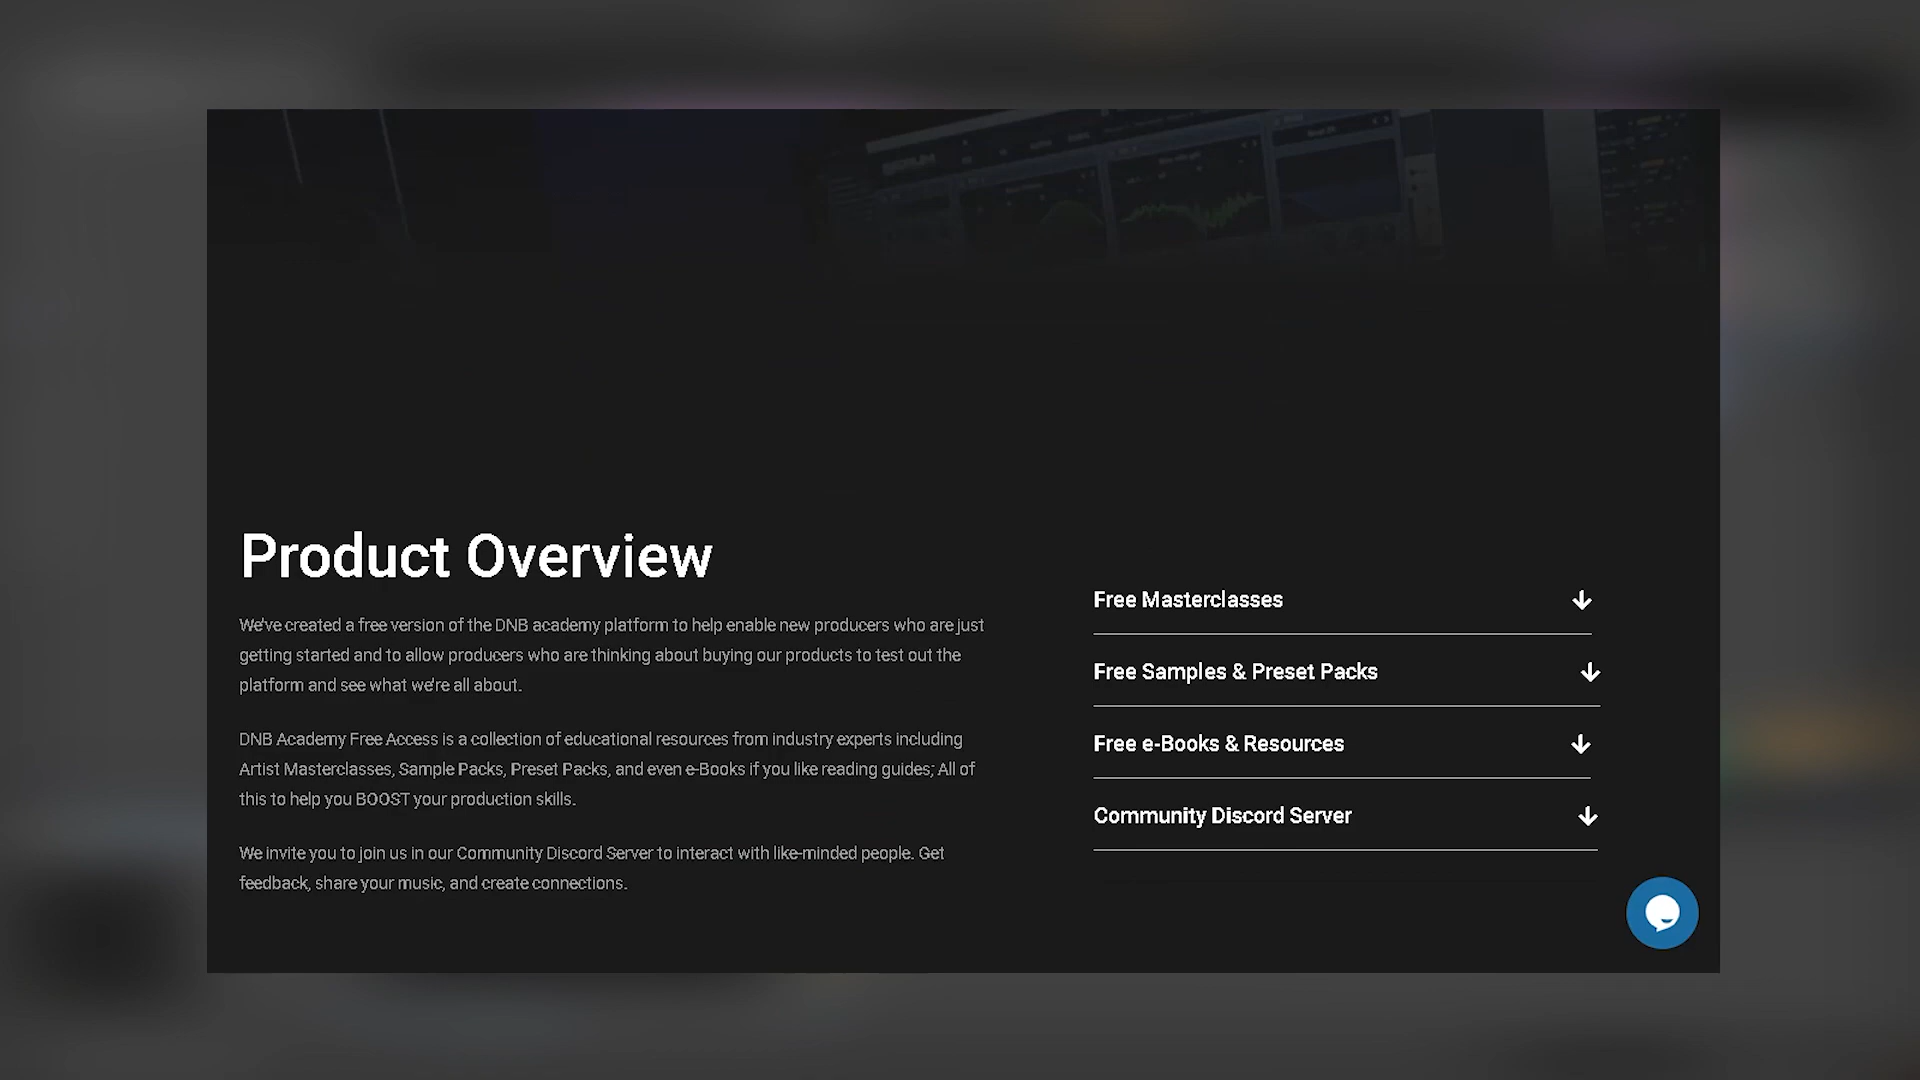 Product Overview
We've created a free version of the DNB academy platform to help enable new producers who are just
getting started and to allow producers who are thinking about buying our products to test out the
platform and see what we're all about.
DNB Academy Free Access is a collection of educational resources from industry experts including
Artist Masterclasses, Sample Packs, Preset Packs, and even e-Books if you like reading guides; All of
this to help you BOOST your production skills.
We invite you to join us in our Community Discord Server to interact with like-minded people. Get
feedback, share your music, and create connections.
Free Masterclasses
Free Samples & Preset Packs
Free e-Books & Resources
Community Discord Server